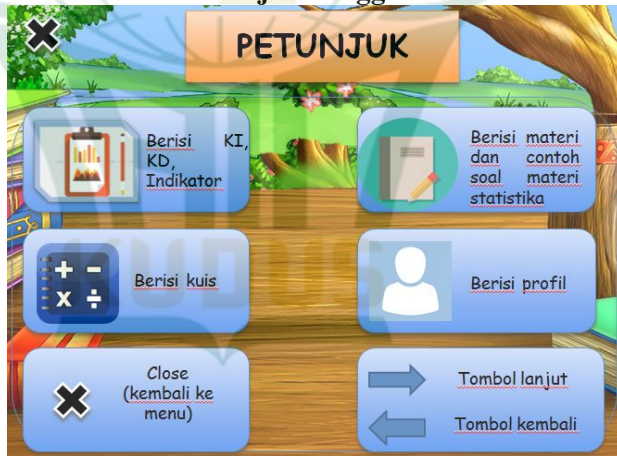 PETUNJUK
Berisi KI,
KD,
Indikator
Berisi materi
dan contoh
soal materi
statistika
Berisi kuis
Berisi profil
Close
(kembali ke
menu)
Tombol lanjut
Tombol kembali
KUDUS